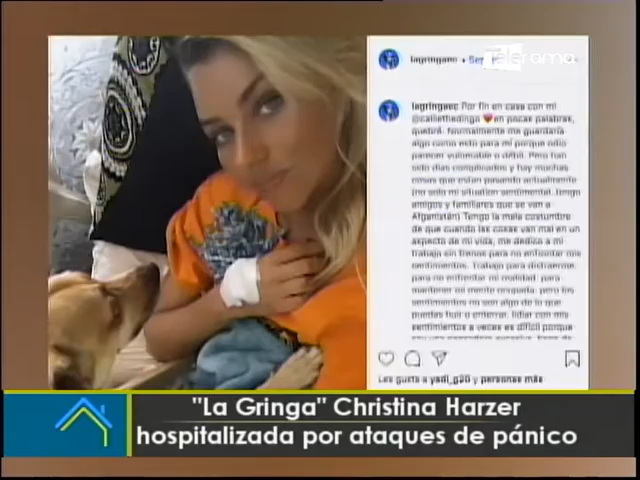 Telerama
lagringaec
lagringaec Por fin en casa con mi
@calliethedingo ❤️en pocas palabras,
quebré. Normalmente me guardaría
algo como esto para mi porque odio
parecer vulnerable o débil. Pero han
sido días complicados y hay muchas
cosas que estan pasando actualmente
(no solo mi situation sentimental. Tengo
amigos y familiares que se van a
Afganistán) Tengo la mala costumbre
de que cuando las cosas van mal en un
aspecto de mi vida, me dedico a mi
trabajo sin frenos para no enfrentar mis
sentimientos. Trabajo para distraerme,
para no enfrentar mi realidad, para
mantener mi mente ocupada, pero los
sentimientos no son algo de lo que
puedas huir o enterrar. lidiar con mis
sentimientos a veces es difícil porque
Les gusta a yadi_g20 y personas más
"La Gringa" Christina Harzer
hospitalizada por ataques de pánico